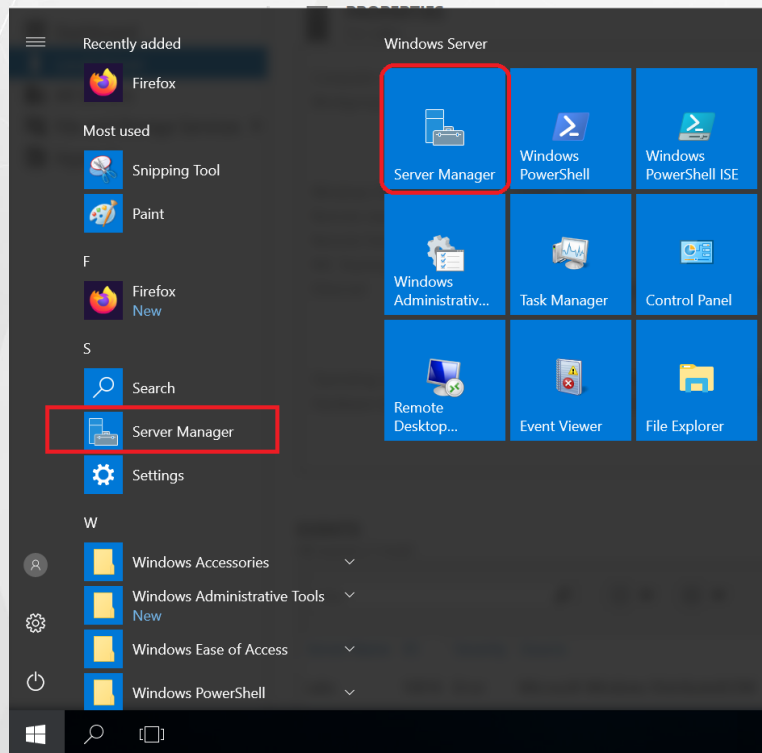 PROPERTIES
Recently added
Firefox
Most used
Snipping Tool
Paint
F
Firefox
New
S
Search
Server Manager
Settings
W
Windows Accessories
Windows Administrative Tools
New
Windows Ease of Access
Windows PowerShell
Windows Server
Server Manager
Windows
PowerShell
Windows
PowerShell ISE
Windows
Administrativ...
Task Manager
Control Panel
Remote
Desktop...
Event Viewer
File Explorer